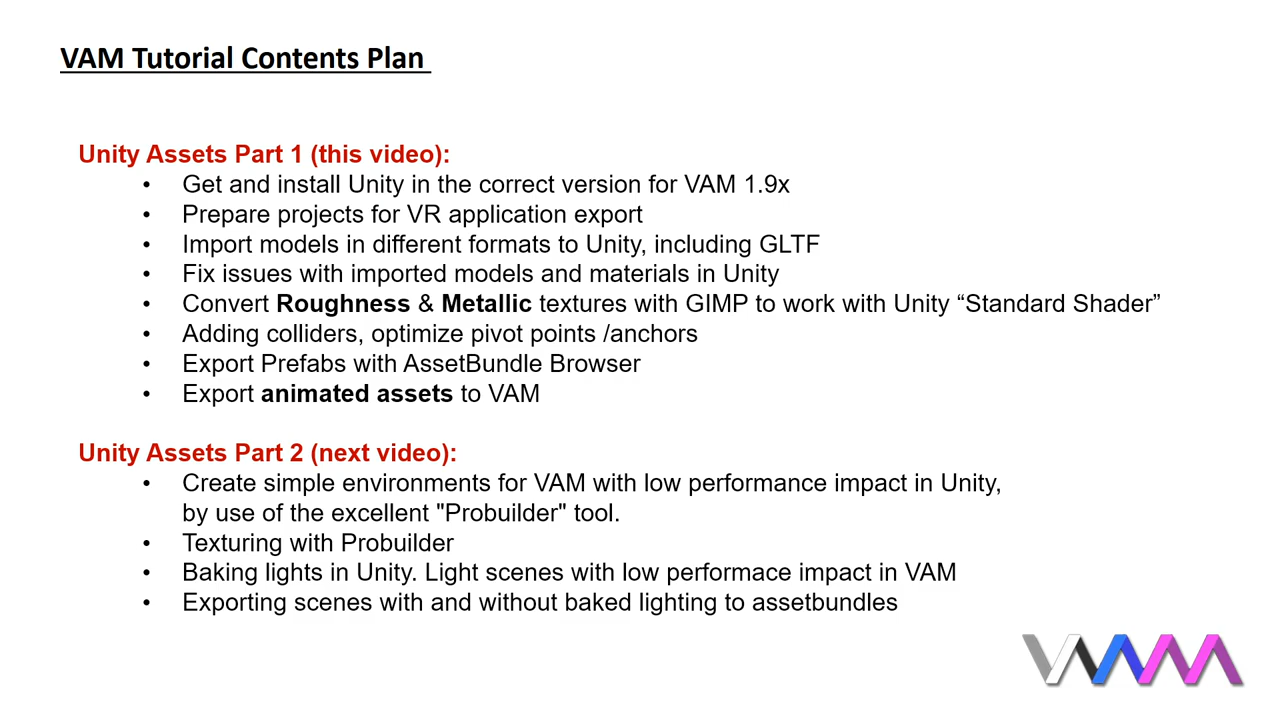 VAM Tutorial Contents Plan
Unity Assets Part 1 (this video):
• Get and install Unity in the correct version for VAM 1.9x
• Prepare projects for VR application export
• Import models in different formats to Unity, including GLTF
• Fix issues with imported models and materials in Unity
• Convert Roughness & Metallic textures with GIMP to work with Unity “Standard Shader”
• Adding colliders, optimize pivot points /anchors
• Export Prefabs with AssetBundle Browser
• Export animated assets to VAM
Unity Assets Part 2 (next video):
• Create simple environments for VAM with low performance impact in Unity,
by use of the excellent "Probuilder" tool.
• Texturing with Probuilder
• Baking lights in Unity. Light scenes with low performace impact in VAM
• Exporting scenes with and without baked lighting to assetbundles
VAM